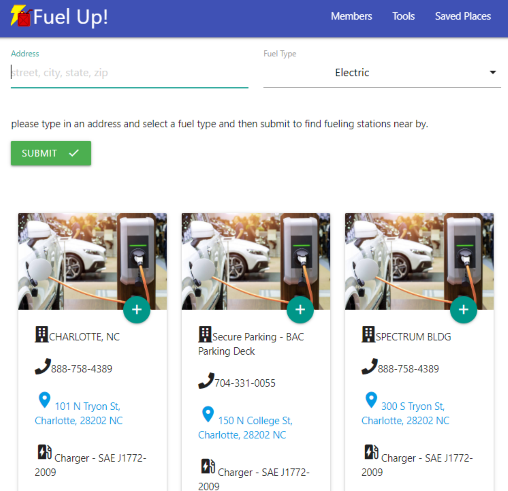 Fuel Up!
Members Tools Saved Places
Address
street, city, state, zip
Fuel Type
Electric
please type in an address and select a fuel type and then submit to find fueling stations near by.
SUBMIT
CHARLOTTE, NC
888-758-4389
101 N Tryon St,
Charlotte, 28202 NC
Charger - SAE J1772-
2009
Secure Parking - BAC
Parking Deck
704-331-0055
150 N College St,
Charlotte, 28202 NC
Charger - SAE J1772-
2009
SPECTRUM BLDG
888-758-4389
300 S Tryon St,
Charlotte, 28202 NC
Charger - SAE J1772-
2009